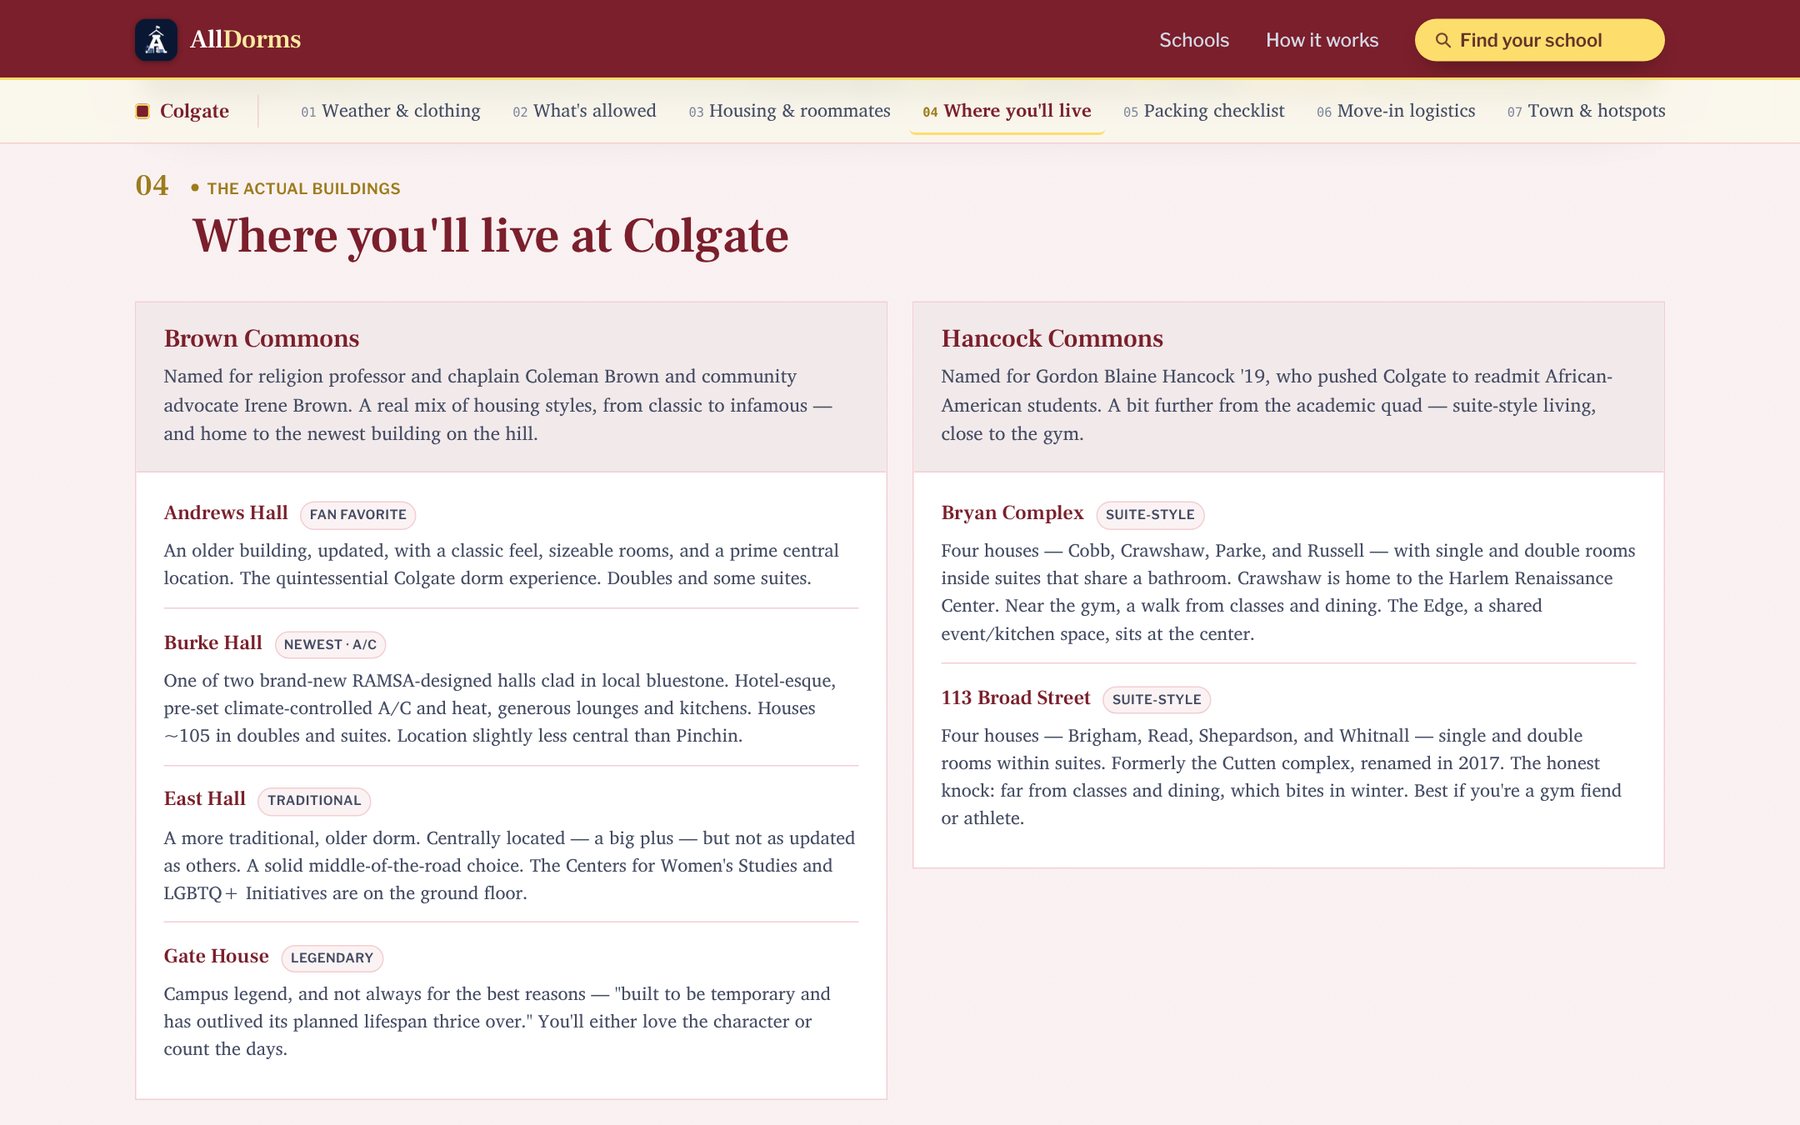 AllDorms
Schools
How it works
Find your school
Colgate
01 Weather & clothing
02 What's allowed
03 Housing & roommates
04 Where you'll live
05 Packing checklist
06 Move-in logistics
07 Town & hotspots
04 • THE ACTUAL BUILDINGS
Where you'll live at Colgate
Brown Commons
Named for religion professor and chaplain Coleman Brown and community
advocate Irene Brown. A real mix of housing styles, from classic to infamous —
and home to the newest building on the hill.
Andrews Hall FAN FAVORITE
An older building, updated, with a classic feel, sizeable rooms, and a prime central
location. The quintessential Colgate dorm experience. Doubles and some suites.
Burke Hall NEWEST · A/C
One of two brand-new RAMSA-designed halls clad in local bluestone. Hotel-esque,
pre-set climate-controlled A/C and heat, generous lounges and kitchens. Houses
~105 in doubles and suites. Location slightly less central than Pinchin.
East Hall TRADITIONAL
A more traditional, older dorm. Centrally located — a big plus — but not as updated
as others. A solid middle-of-the-road choice. The Centers for Women's Studies and
LGBTQ+ Initiatives are on the ground floor.
Gate House LEGENDARY
Campus legend, and not always for the best reasons — "built to be temporary and
has outlived its planned lifespan thrice over." You'll either love the character or
count the days.
Hancock Commons
Named for Gordon Blaine Hancock '19, who pushed Colgate to readmit African-
American students. A bit further from the academic quad — suite-style living,
close to the gym.
Bryan Complex SUITE-STYLE
Four houses — Cobb, Crawshaw, Parke, and Russell — with single and double rooms
inside suites that share a bathroom. Crawshaw is home to the Harlem Renaissance
Center. Near the gym, a walk from classes and dining. The Edge, a shared
event/kitchen space, sits at the center.
113 Broad Street SUITE-STYLE
Four houses — Brigham, Read, Shepardson, and Whitnall — single and double
rooms within suites. Formerly the Cutten complex, renamed in 2017. The honest
knock: far from classes and dining, which bites in winter. Best if you're a gym fiend
or athlete.